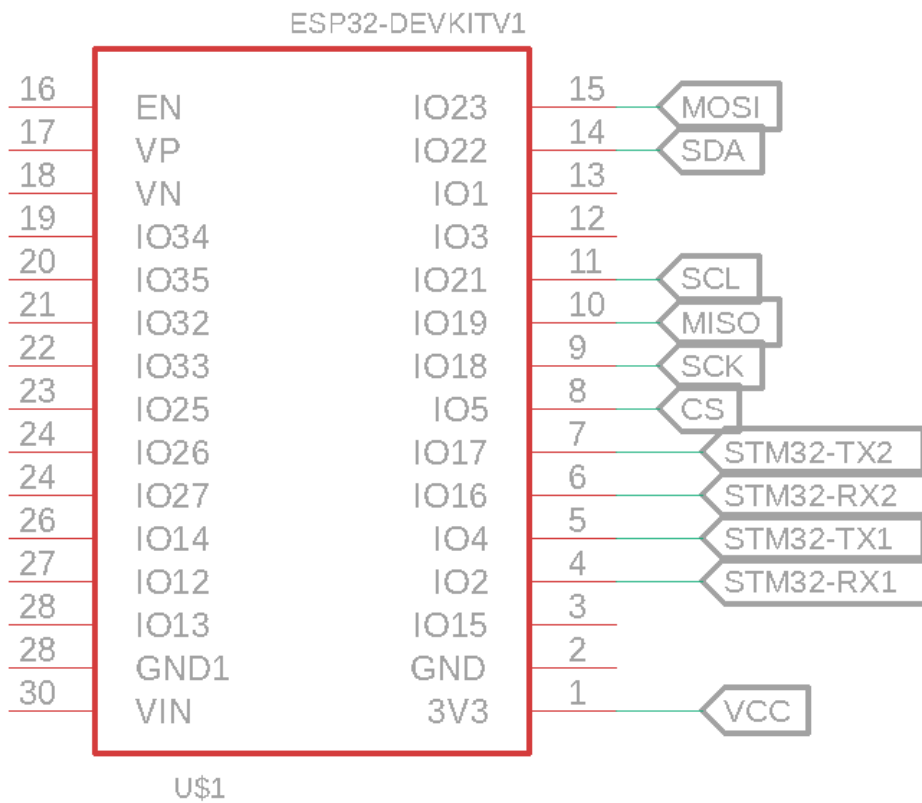 ESP32-DEVKITV1
16 EN IO23 15 MOSI
17 VP IO22 14 SDA
18 VN IO1 13
19 IO34 IO3 12
20 IO35 IO21 11 SCL
21 IO32 IO19 10 MISO
22 IO33 IO18 9 SCK
23 IO25 IO5 8 CS
24 IO26 IO17 7 STM32-TX2
24 IO27 IO16 6 STM32-RX2
26 IO14 IO4 5 STM32-TX1
27 IO12 IO2 4 STM32-RX1
28 IO13 IO15 3
28 GND1 GND 2
30 VIN 3V3 1 VCC
U$1